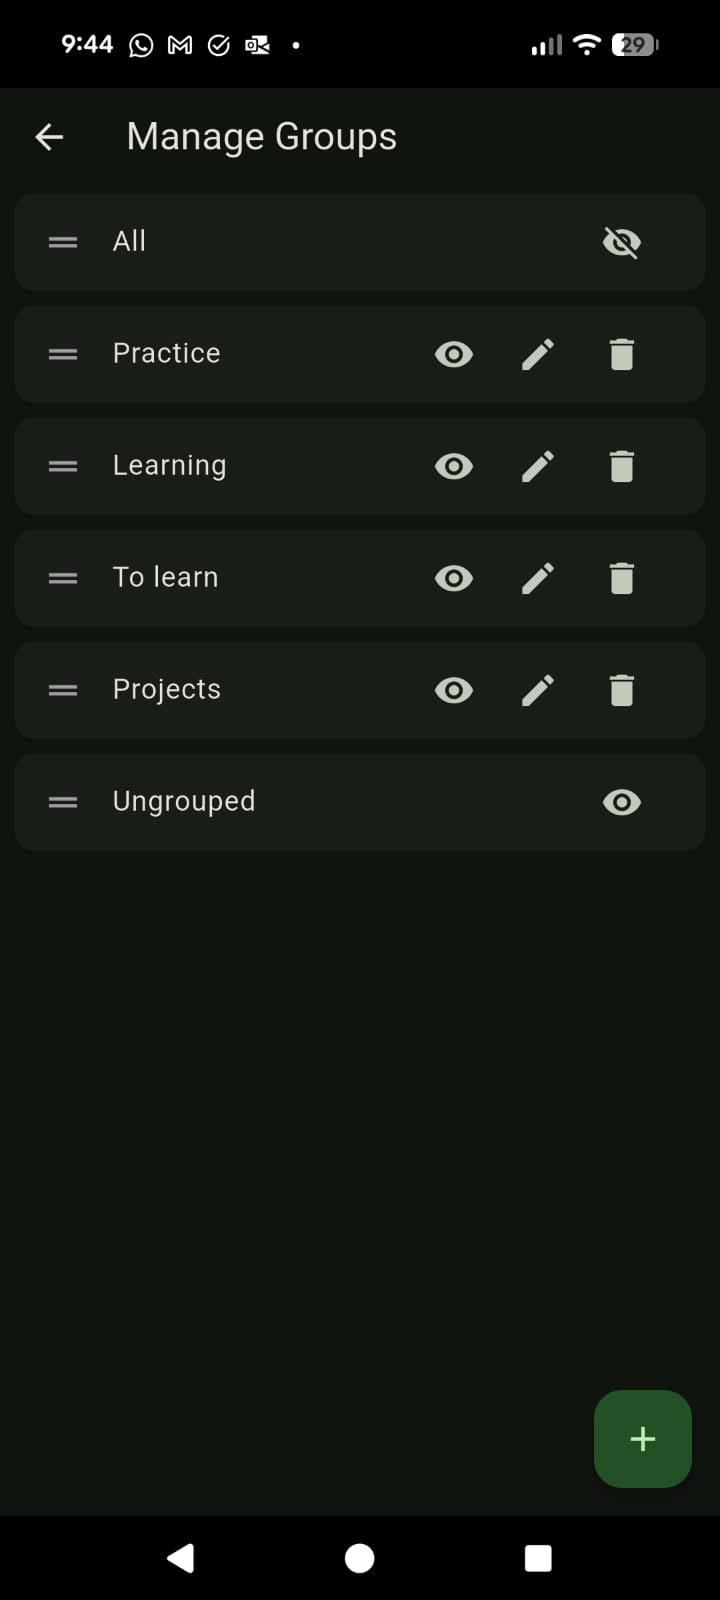 9:44
29
Manage Groups
All
Practice
Learning
To learn
Projects
Ungrouped